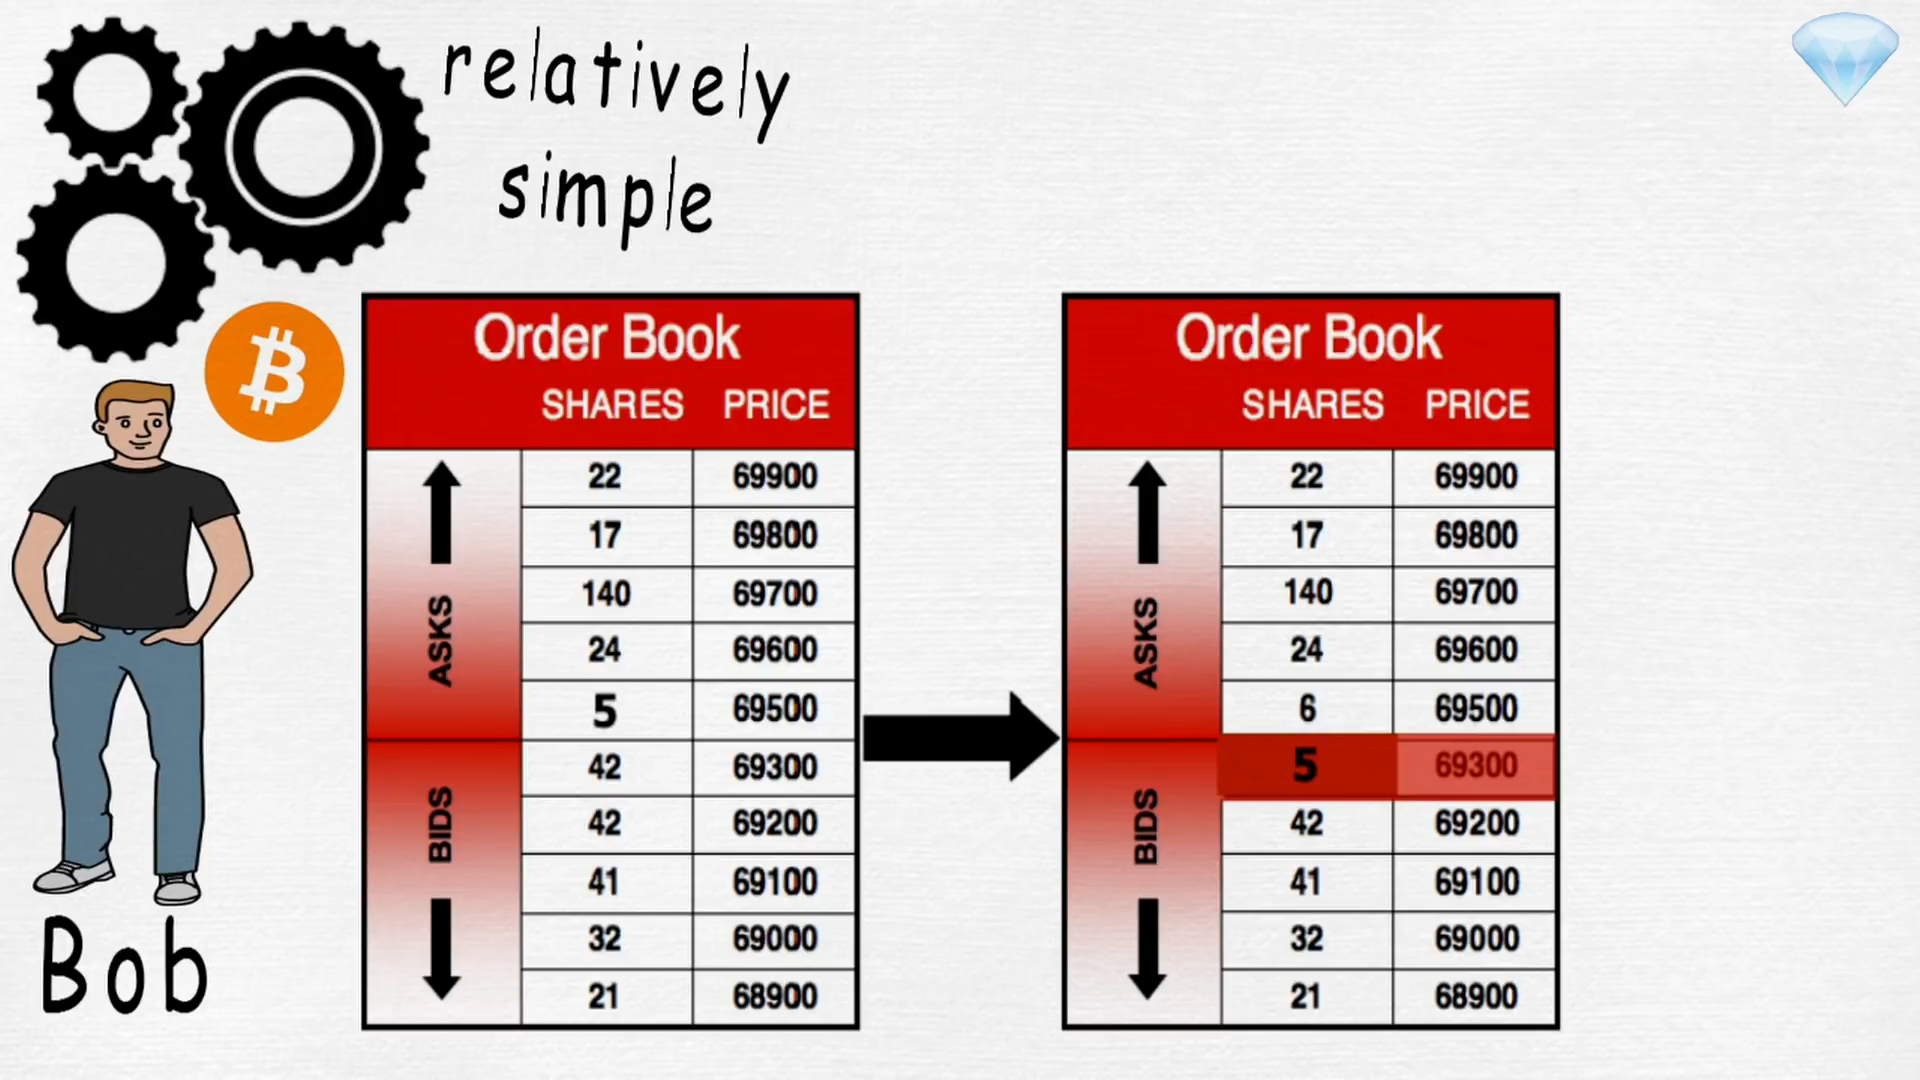 relatively
simple
Order Book
SHARES PRICE
ASKS
BIDS
22 69900
17 69800
140 69700
24 69600
5 69500
42 69300
42 69200
41 69100
32 69000
21 68900
Order Book
SHARES PRICE
ASKS
BIDS
22 69900
17 69800
140 69700
24 69600
6 69500
5 69300
42 69200
41 69100
32 69000
21 68900
Bob